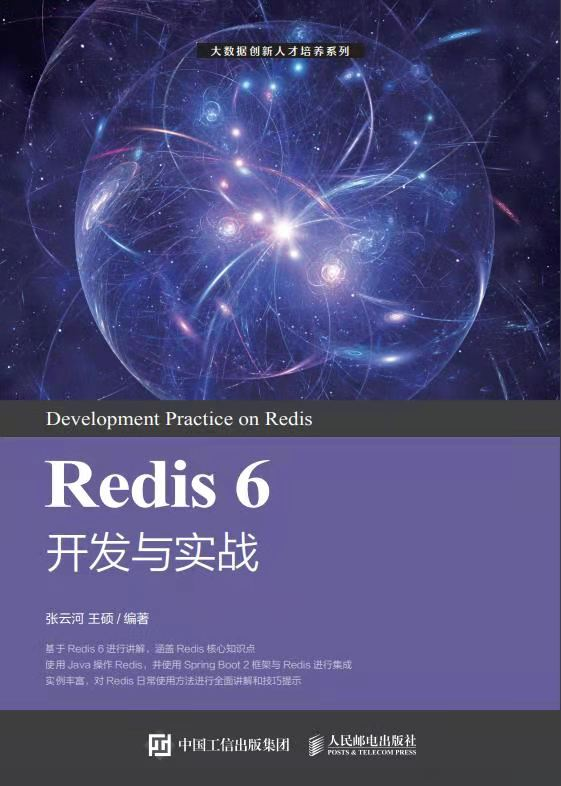 大数据创新人才培养系列
Development Practice on Redis
Redis 6
开发与实战
张云河 王硕 / 编著
基于 Redis 6 进行讲解，涵盖 Redis 核心知识点
使用 Java 操作 Redis，并使用 Spring Boot 2 框架与 Redis 进行集成
实例丰富，对 Redis 日常使用方法进行全面讲解和技巧提示
中国工信出版集团 人民邮电出版社
POSTS & TELECOM PRESS